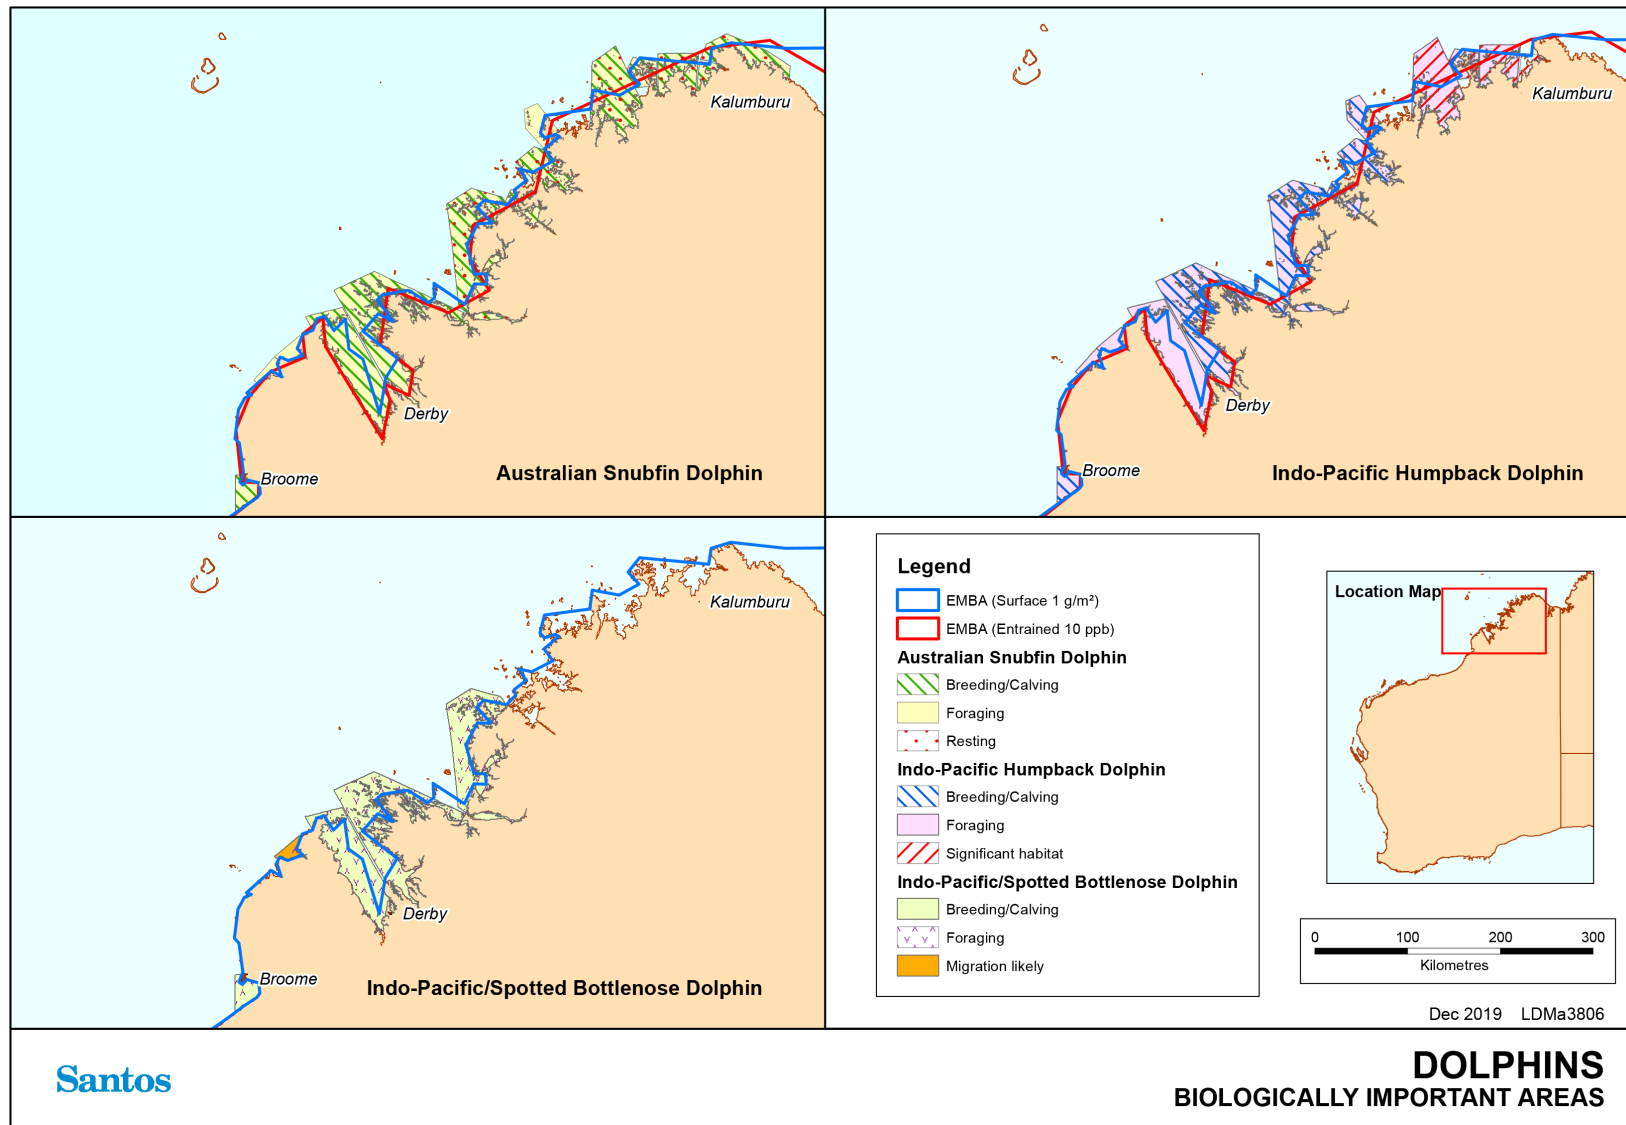 Kalumburu
Derby
Broome
Australian Snubfin Dolphin
Kalumburu
Derby
Broome
Indo-Pacific Humpback Dolphin
Kalumburu
Derby
Broome
Indo-Pacific/Spotted Bottlenose Dolphin
Legend
EMBA (Surface 1 g/m²)
EMBA (Entrained 10 ppb)
Australian Snubfin Dolphin
Breeding/Calving
Foraging
Resting
Indo-Pacific Humpback Dolphin
Breeding/Calving
Foraging
Significant habitat
Indo-Pacific/Spotted Bottlenose Dolphin
Breeding/Calving
Foraging
Migration likely
Location Map
0 100 200 300
Kilometres
Dec 2019 LDMa3806
Santos
DOLPHINS
BIOLOGICALLY IMPORTANT AREAS